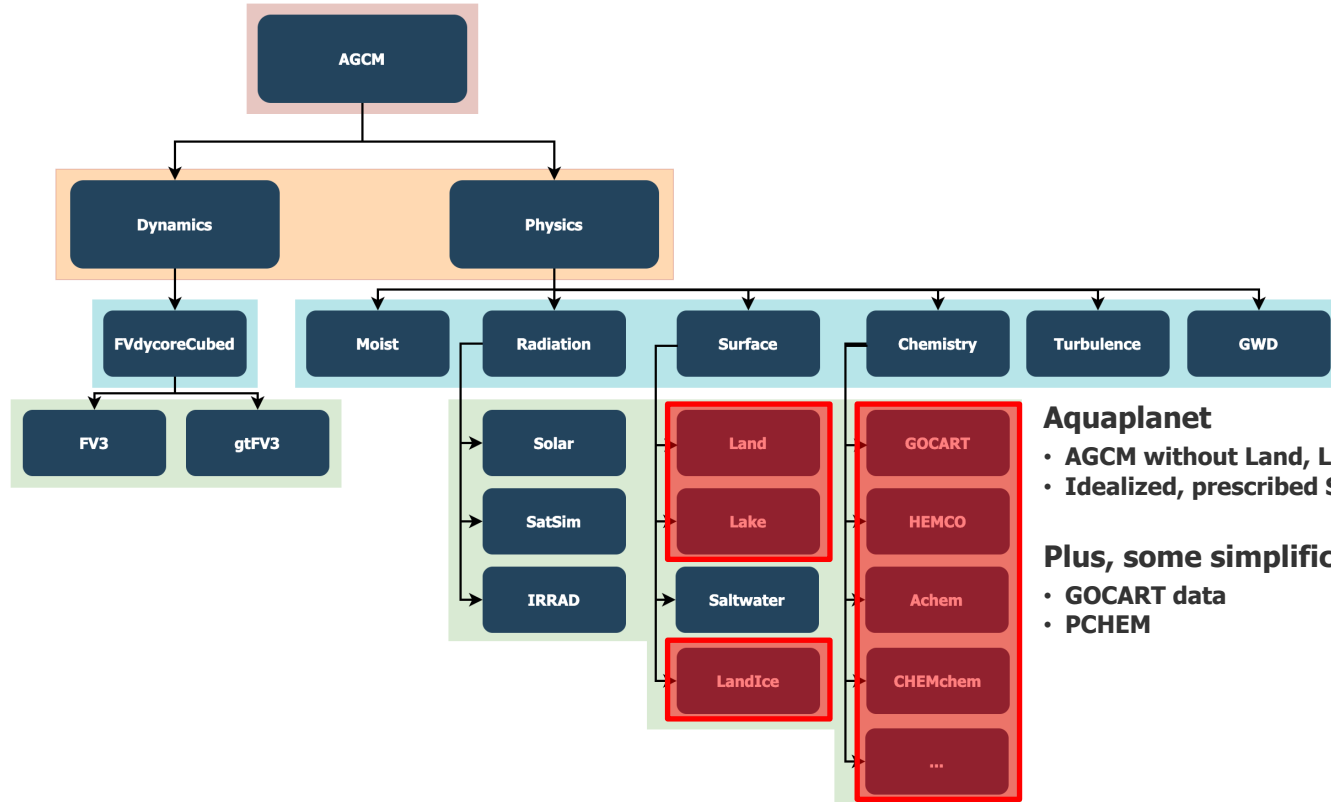 AGCM
Dynamics
Physics
FVdycoreCubed
Moist
Radiation
Surface
Chemistry
Turbulence
GWD
FV3
gtFV3
Solar
SatSim
IRRAD
Land
Lake
Saltwater
LandIce
GOCART
HEMCO
Achem
CHEMchem
...
Aquaplanet
• AGCM without Land,
• Idealized, prescribed
Plus, some
• GOCART data
• PCHEM